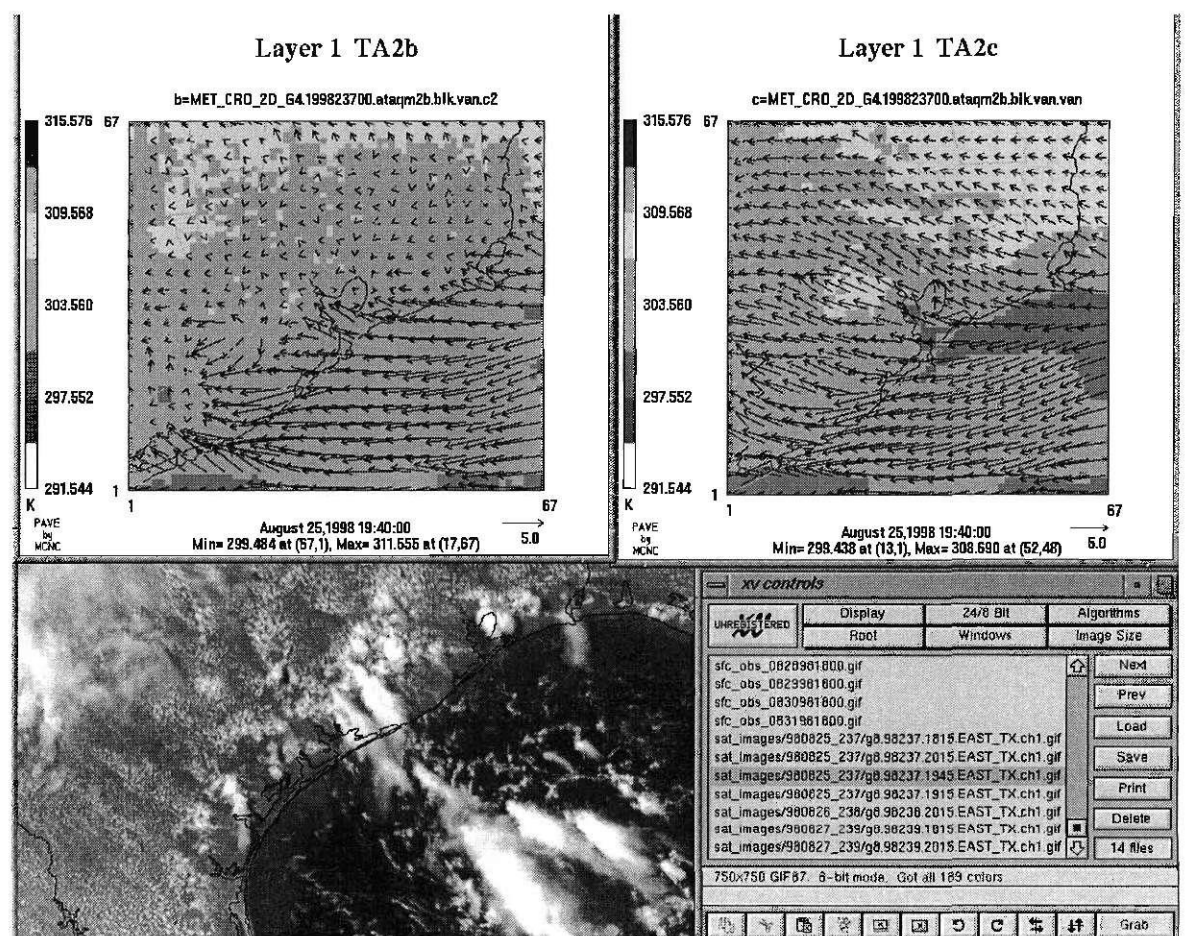 Layer 1 TA2b
b=MET_CRO_2D_G4.199823700.ataqm2b.blk.van.c2
315.576
67
309.568
303.560
297.552
291.544
1
K
1
67
PAVE
by
MCNC
August 25,1998 19:40:00
Min= 299.484 at (57,1), Max= 311.555 at (17,67)
5.0
Layer 1 TA2c
c=MET_CRO_2D_G4.199823700.ataqm2b.blk.van.van
315.576
67
309.568
303.560
297.552
291.544
1
K
1
67
PAVE
by
MCNC
August 25,1998 19:40:00
Min= 298.438 at (13,1), Max= 308.690 at (52,48)
5.0
xv controls
UNREGISTERED
Display
24/8 Bit
Algorithms
Root
Windows
Image Size
sfc_obs_0828981800.gif
sfc_obs_0829981800.gif
sfc_obs_0830981800.gif
sfc_obs_0831981800.gif
sat_images/980825_237/g8.98237.1815.EAST_TX.ch1.gif
sat_images/980825_237/g8.98237.2015.EAST_TX.ch1.gif
sat_images/980825_237/g8.98237.1945.EAST_TX.ch1.gif
sat_images/980825_237/g8.98237.1915.EAST_TX.ch1.gif
sat_images/980826_238/g8.98238.2015.EAST_TX.ch1.gif
sat_images/980827_239/g8.98239.1815.EAST_TX.ch1.gif
sat_images/980827_239/g8.98239.2015.EAST_TX.ch1.gif
Next
Prev
Load
Save
Print
Delete
14 files
750x750 GIF87. 8-bit mode. Got all 189 colors.
Grab